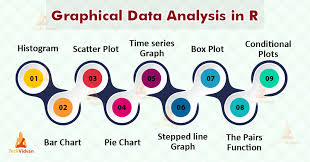 Graphical Data Analysis in R
Histogram
Scatter Plot
Time series
Graph
Box Plot
Conditional
Plots
01
03
05
07
09
02
04
06
08
Bar Chart
Pie Chart
Stepped line
Graph
The Pairs
Function
TechVidvan